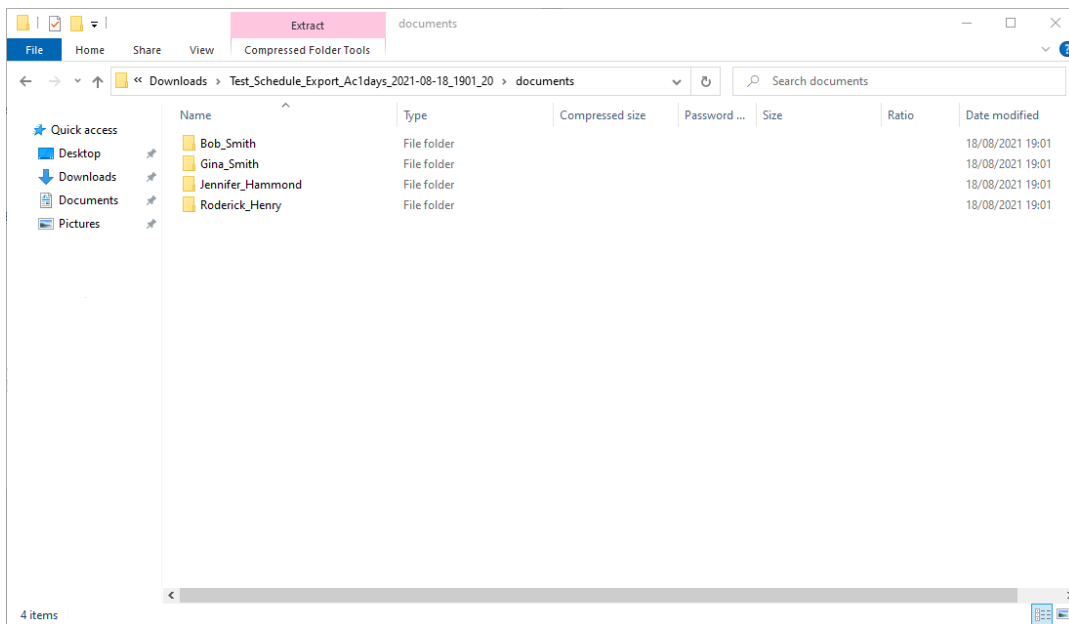 Extract documents
File Home Share View Compressed Folder Tools ?
« Downloads > Test_Schedule_Export_Ac1days_2021-08-18_1901_20 > documents Search documents
Name Type Compressed size Password ... Size Ratio Date modified
Quick access
Desktop
Downloads
Documents
Pictures
Bob_Smith File folder 18/08/2021 19:01
Gina_Smith File folder 18/08/2021 19:01
Jennifer_Hammond File folder 18/08/2021 19:01
Roderick_Henry File folder 18/08/2021 19:01
4 items